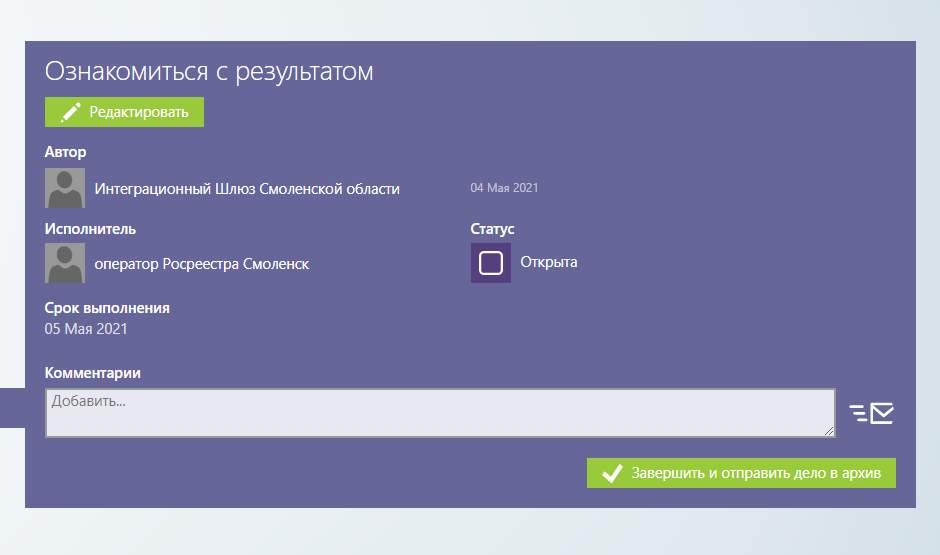 Ознакомиться с результатом
Редактировать
Автор
Интеграционный Шлюз Смоленской области
04 Мая 2021
Исполнитель
Статус
оператор Росреестра Смоленск
Открыта
Срок выполнения
05 Мая 2021
Комментарии
Добавить...
Завершить и отправить дело в архив